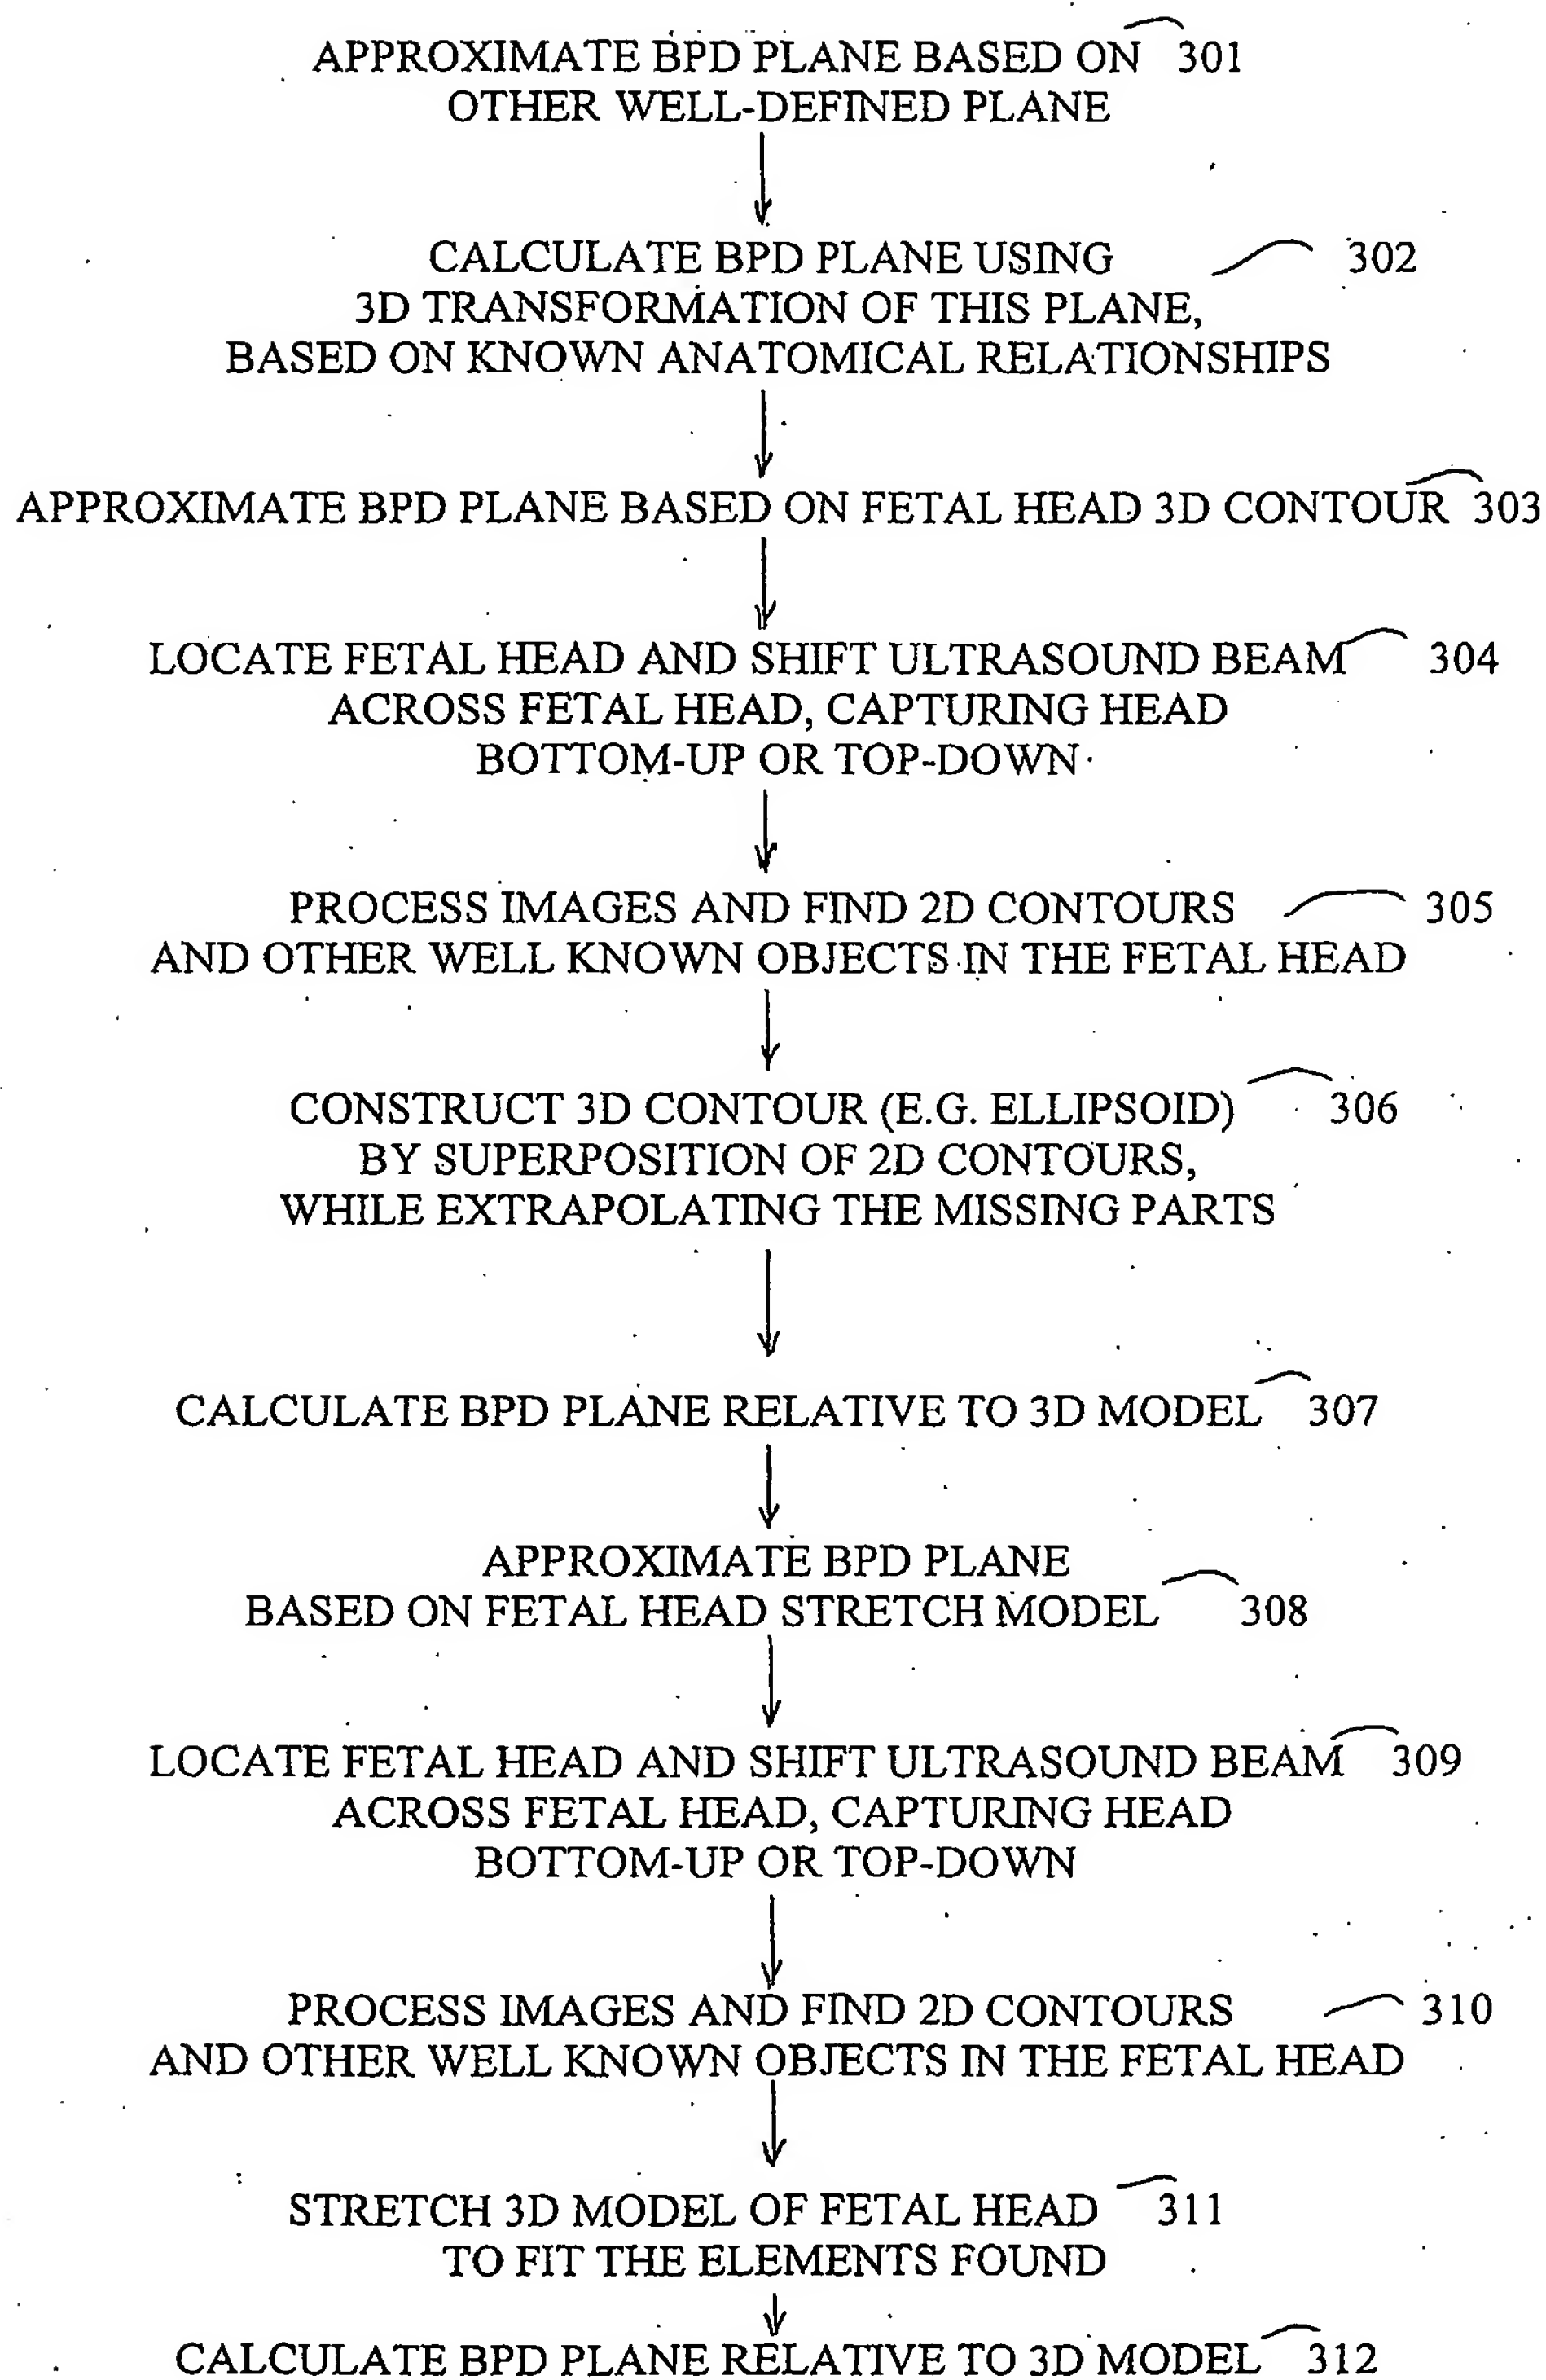 APPROXIMATE BPD PLANE BASED ON 301
OTHER WELL-DEFINED PLANE
CALCULATE BPD PLANE USING 302
3D TRANSFORMATION OF THIS PLANE,
BASED ON KNOWN ANATOMICAL RELATIONSHIPS
APPROXIMATE BPD PLANE BASED ON FETAL HEAD 3D CONTOUR 303
LOCATE FETAL HEAD AND SHIFT ULTRASOUND BEAM 304
ACROSS FETAL HEAD, CAPTURING HEAD
BOTTOM-UP OR TOP-DOWN
PROCESS IMAGES AND FIND 2D CONTOURS 305
AND OTHER WELL KNOWN OBJECTS IN THE FETAL HEAD
CONSTRUCT 3D CONTOUR (E.G. ELLIPSOID) 306
BY SUPERPOSITION OF 2D CONTOURS,
WHILE EXTRAPOLATING THE MISSING PARTS
CALCULATE BPD PLANE RELATIVE TO 3D MODEL 307
APPROXIMATE BPD PLANE
BASED ON FETAL HEAD STRETCH MODEL 308
LOCATE FETAL HEAD AND SHIFT ULTRASOUND BEAM 309
ACROSS FETAL HEAD, CAPTURING HEAD
BOTTOM-UP OR TOP-DOWN
PROCESS IMAGES AND FIND 2D CONTOURS 310
AND OTHER WELL KNOWN OBJECTS IN THE FETAL HEAD
STRETCH 3D MODEL OF FETAL HEAD 311
TO FIT THE ELEMENTS FOUND
CALCULATE BPD PLANE RELATIVE TO 3D MODEL 312